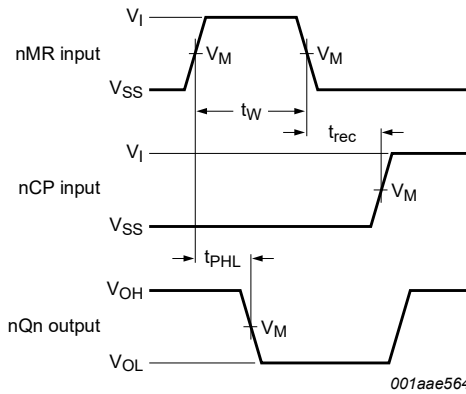 V_I
nMR input
V_M
V_M
V_SS
t_W
t_rec
V_I
nCP input
V_M
V_SS
t_PHL
V_OH
nQn output
V_M
V_OL
001aae564